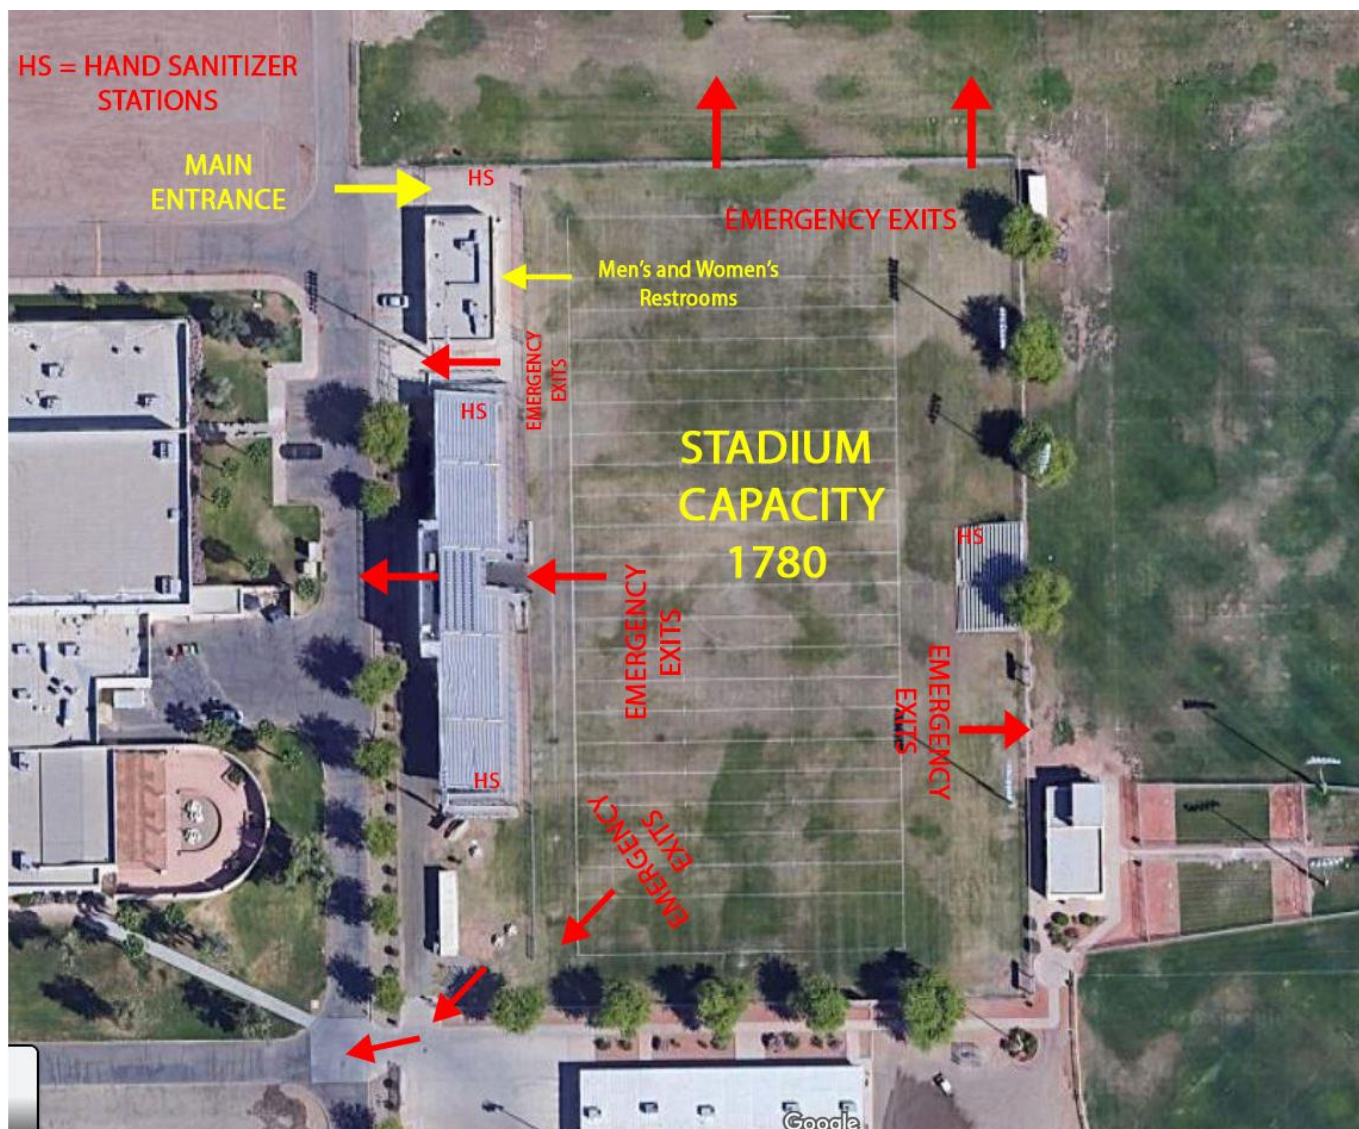 HS = HAND SANITIZER
STATIONS
MAIN
ENTRANCE
HS
EMERGENCY EXITS
Men's and Women's
Restrooms
EMERGENCY
EXITS
HS
STADIUM
CAPACITY
1780
HS
EMERGENCY
EXITS
EMERGENCY
EXITS
HS
EMERGENCY
EXITS
Google